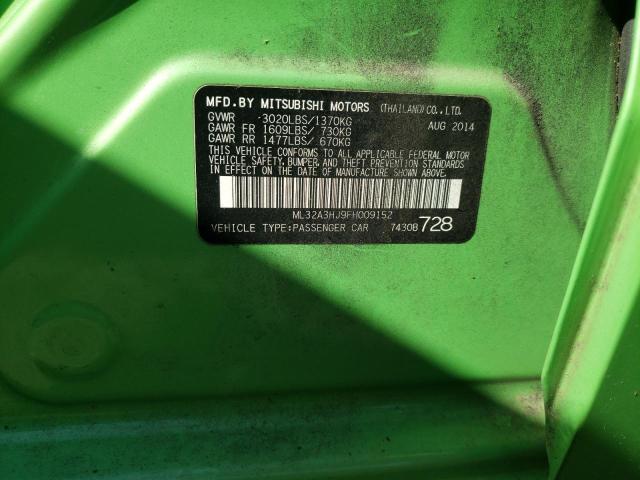 MFD.BY MITSUBISHI MOTORS (THAILAND)CO.,LTD.
GVWR -3020LBS/1370KG AUG 2014
GAWR FR 1609LBS/ 730KG
GAWR RR 1477LBS/ 670KG
THIS VEHICLE CONFORMS TO ALL APPLICABLE FEDERAL MOTOR
VEHICLE SAFETY, BUMPER, AND THEFT PREVENTION STANDARDS
IN EFFECT ON THE DATE OF MANUFACTURE SHOWN ABOVE.
ML32A3HJ9FH009152
VEHICLE TYPE:PASSENGER CAR 7430B 728